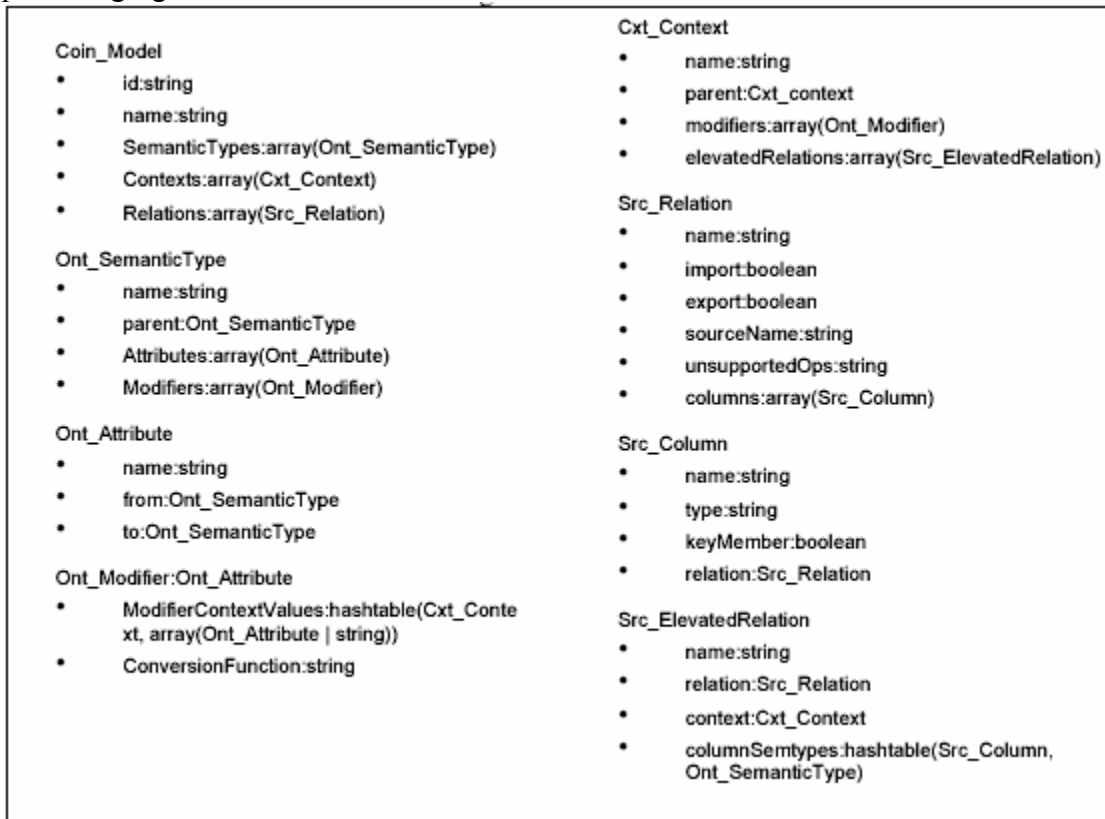 Coin_Model
• id:string
• name:string
• SemanticTypes:array(Ont_SemanticType)
• Contexts:array(Cxt_Context)
• Relations:array(Src_Relation)
Ont_SemanticType
• name:string
• parent:Ont_SemanticType
• Attributes:array(Ont_Attribute)
• Modifiers:array(Ont_Modifier)
Ont_Attribute
• name:string
• from:Ont_SemanticType
• to:Ont_SemanticType
Ont_Modifier:Ont_Attribute
• ModifierContextValues:hashtable(Cxt_Conte
xt, array(Ont_Attribute | string))
• ConversionFunction:string
Cxt_Context
• name:string
• parent:Cxt_context
• modifiers:array(Ont_Modifier)
• elevatedRelations:array(Src_ElevatedRelation)
Src_Relation
• name:string
• import:boolean
• export:boolean
• sourceName:string
• unsupportedOps:string
• columns:array(Src_Column)
Src_Column
• name:string
• type:string
• keyMember:boolean
• relation:Src_Relation
Src_ElevatedRelation
• name:string
• relation:Src_Relation
• context:Cxt_Context
• columnSemtypes:hashtable(Src_Column,
Ont_SemanticType)